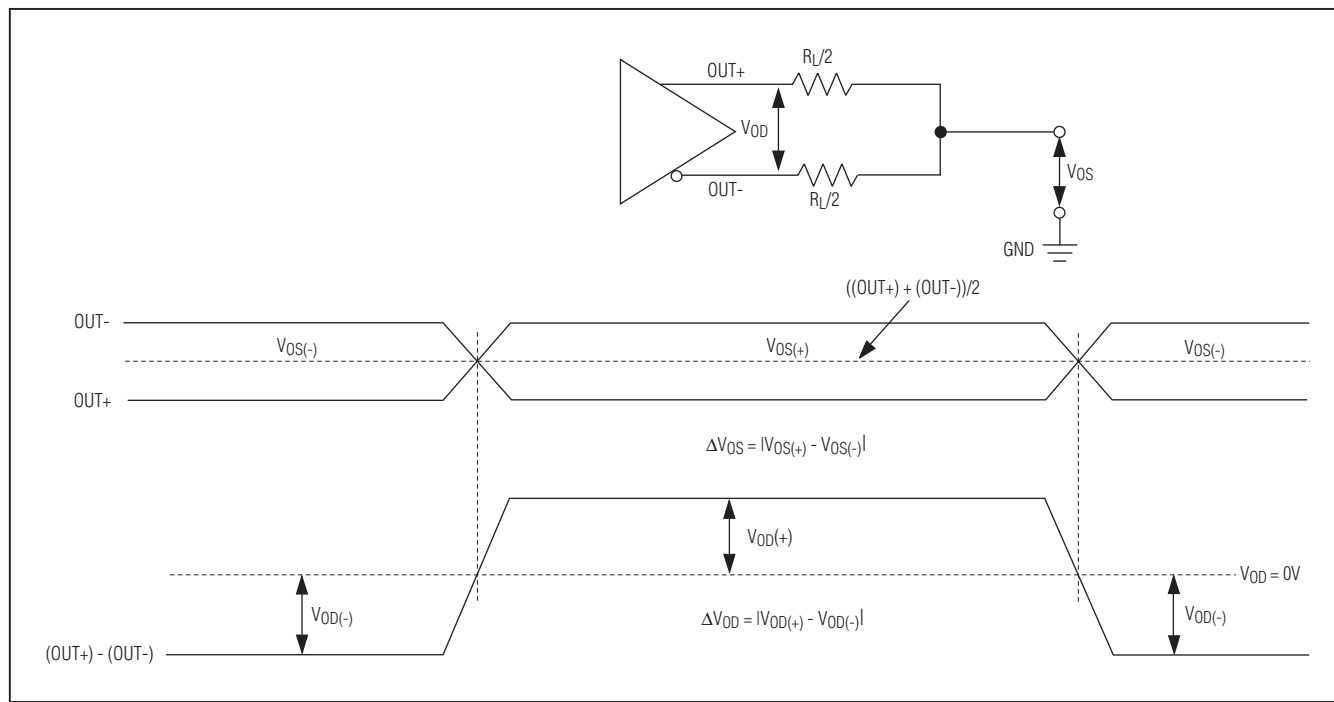 R_L/2
OUT+
V_OD
OUT-
R_L/2
V_OS
GND
((OUT+) + (OUT-))/2
OUT-
V_OS(-)
V_OS(+)
V_OS(-)
OUT+
ΔV_OS = |V_OS(+) - V_OS(-)|
V_OD(+)
V_OD = 0V
V_OD(-)
ΔV_OD = |V_OD(+) - V_OD(-)|
V_OD(-)
(OUT+) - (OUT-)